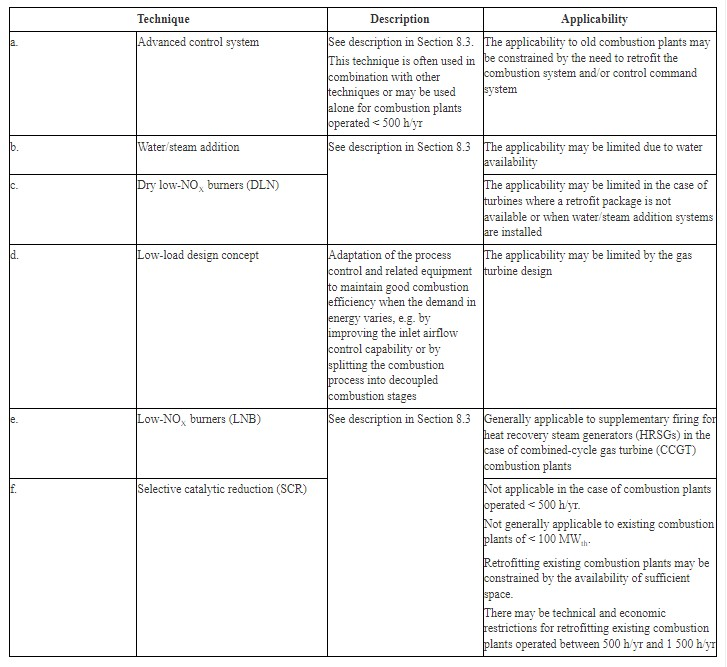 Technique Description Applicability
a. Advanced control system See description in Section 8.3. The applicability to old combustion plants may
This technique is often used in be constrained by the need to retrofit the
combination with other combustion system and/or control command
techniques or may be used system
alone for combustion plants
operated < 500 h/yr
b. Water/steam addition See description in Section 8.3 The applicability may be limited due to water
availability
c. Dry low-NOX burners (DLN) The applicability may be limited in the case of
turbines where a retrofit package is not
available or when water/steam addition systems
are installed
d. Low-load design concept Adaptation of the process The applicability may be limited by the gas
control and related equipment turbine design
to maintain good combustion
efficiency when the demand in
energy varies, e.g. by
improving the inlet airflow
control capability or by
splitting the combustion
process into decoupled
combustion stages
e. Low-NOX burners (LNB) See description in Section 8.3 Generally applicable to supplementary firing for
heat recovery steam generators (HRSGs) in the
case of combined-cycle gas turbine (CCGT)
combustion plants
f. Selective catalytic reduction (SCR) Not applicable in the case of combustion plants
operated < 500 h/yr.
Not generally applicable to existing combustion
plants of < 100 MWth.
Retrofitting existing combustion plants may be
constrained by the availability of sufficient
space.
There may be technical and economic
restrictions for retrofitting existing combustion
plants operated between 500 h/yr and 1 500 h/yr